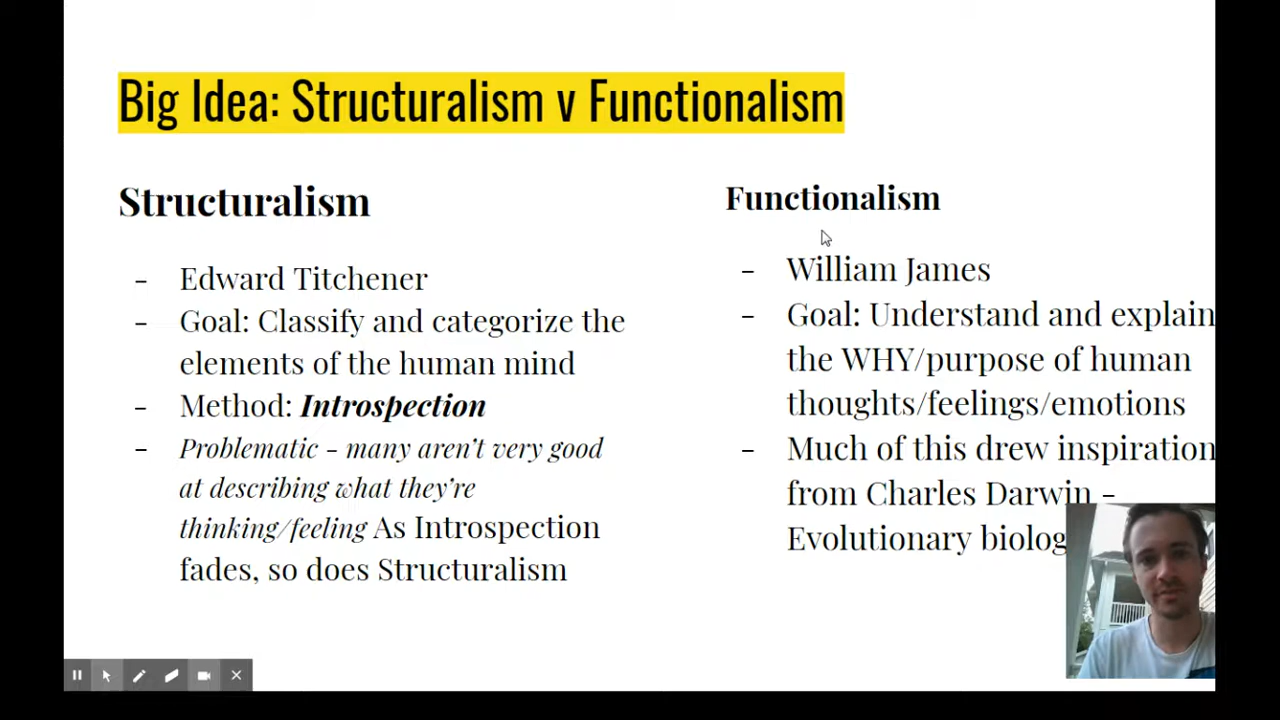 Big Idea: Structuralism v Functionalism
Structuralism
- Edward Titchener
- Goal: Classify and categorize the
elements of the human mind
- Method: Introspection
- Problematic - many aren't very good
at describing what they're
thinking/feeling As Introspection
fades, so does Structuralism
Functionalism
- William James
- Goal: Understand and explain
the WHY/purpose of human
thoughts/feelings/emotions
- Much of this drew inspiration
from Charles Darwin -
Evolutionary